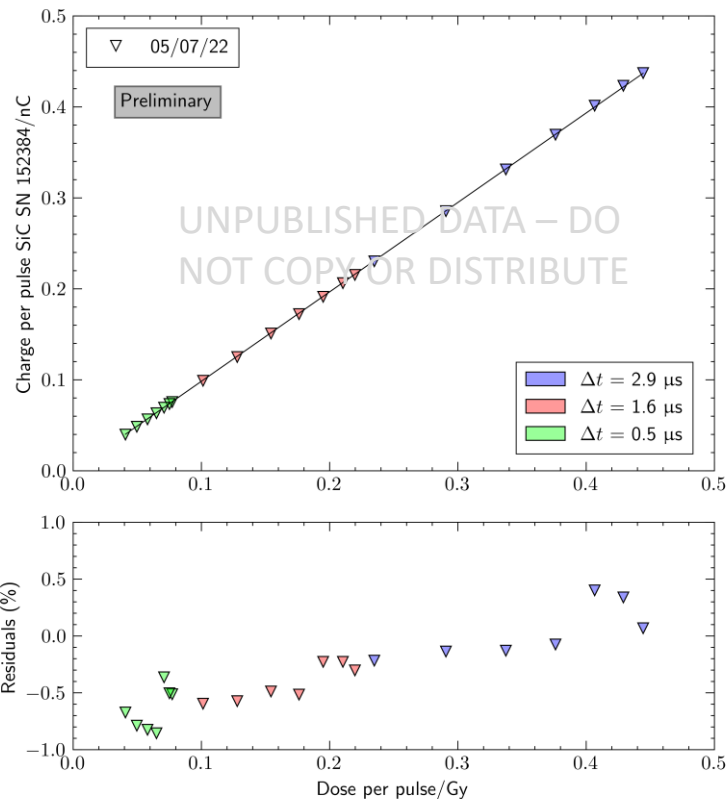 0.5
05/07/22
Preliminary
0.4
0.3
UNPUBLISHED DATA – DO
NOT COPY OR DISTRIBUTE
0.2
0.1
0.0
Charge per pulse SiC SN 152384/nC
Δt = 2.9 µs
Δt = 1.6 µs
Δt = 0.5 µs
0.0 0.1 0.2 0.3 0.4 0.5
1.0
0.5
0.0
−0.5
−1.0
Residuals (%)
0.0 0.1 0.2 0.3 0.4 0.5
Dose per pulse/Gy